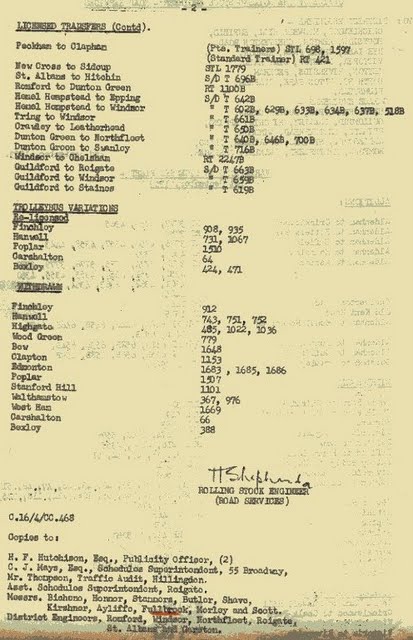 - 2 -
LICENSED TRANSFERS (Contd).
Peckham to Clapham (Pts. Trainers) STL 698, 1597
(Standard Trainer) RT 421
New Cross to Sidcup STL 1779
St. Albans to Hitchin S/D T 696B
Romford to Dunton Green RT 1100B
Hemel Hempstead to Epping S/D T 642B
Hemel Hempstead to Windsor " T 602B, 629B, 633B, 634B, 637B, 518B
Tring to Windsor " T 661B
Crawley to Leatherhead " T 650B
Dunton Green to Northfleet " T 640B, 646B, 700B
Dunton Green to Swanley " T 716B
Windsor to Chelsham RT 2247B
Guildford to Reigate S/D T 663B
Guildford to Windsor " T 659B
Guildford to Staines " T 619B
TROLLEYBUS VARIATIONS
Re-licensed
Finchley 908, 935
Hanwell 731, 1067
Poplar 1510
Carshalton 64
Bexley 424, 471
WITHDRAWN
Finchley 912
Hanwell 743, 751, 752
Highgate 485, 1022, 1036
Wood Green 779
Bow 1648
Clapton 1153
Edmonton 1683, 1685, 1686
Poplar 1507
Stamford Hill 1101
Walthamstow 367, 976
West Ham 1669
Carshalton 66
Bexley 388
ROLLING STOCK ENGINEER
(ROAD SERVICES)
C.16/4/CC.468
Copies to:
H. F. Hutchison, Esq., Publicity Officer, (2)
C. J. Mays, Esq., Schedules Superintendent, 55 Broadway,
Mr. Thompson, Traffic Audit, Hillingdon.
Asst. Schedules Superintendent, Reigate.
Messrs. Bicheno, Honnor, Stannors, Butler, Shave,
Kirshner, Ayliffe, Fullbrook, Morley and Scott.
District Engineers, Romford, Windsor, Northfleet, Reigate,
St. Albans and Garston.